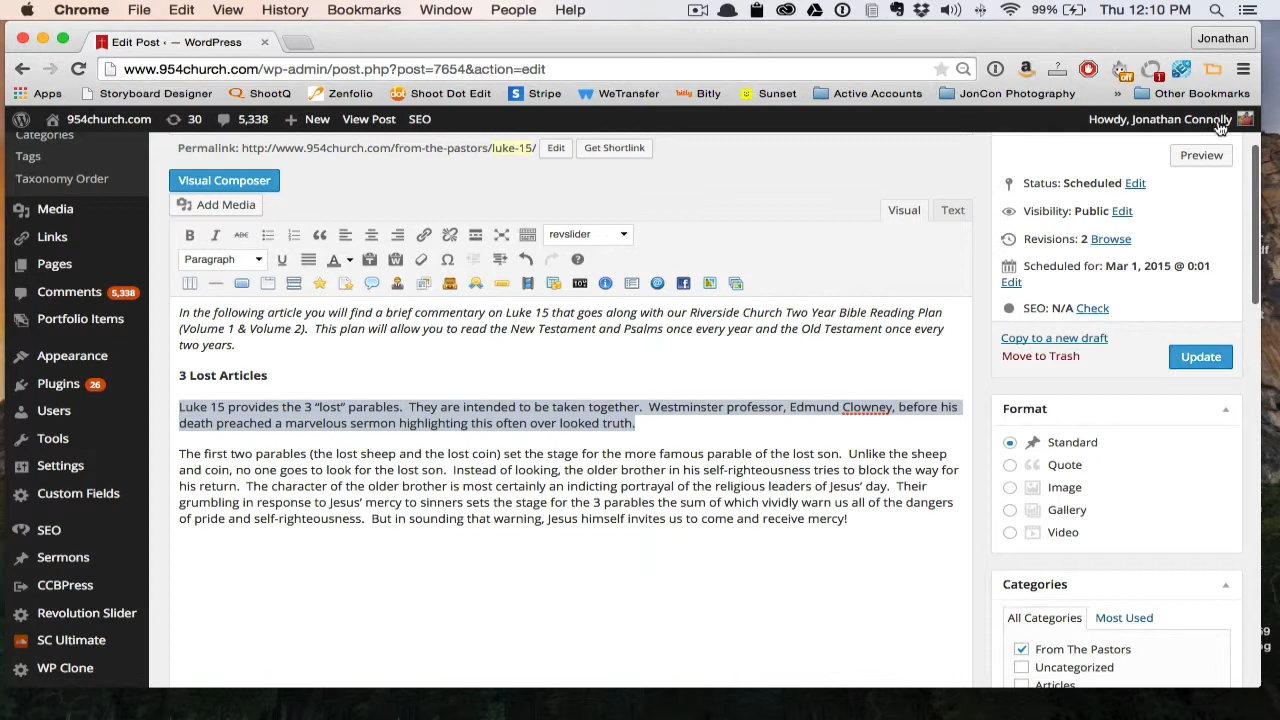 Chrome File Edit View History Bookmarks Window People Help 99% Thu 12:10 PM
Edit Post ‹ — WordPress × Jonathan
www.954church.com/wp-admin/post.php?post=7654&action=edit
Apps Storyboard Designer ShootQ Zenfolio Shoot Dot Edit Stripe WeTransfer Bitly Sunset Active Accounts JonCon Photography » Other Bookmarks
954church.com 30 5,338 New View Post SEO Howdy, Jonathan Connolly
Categories
Tags
Taxonomy Order
Media
Links
Pages
Comments 5,338
Portfolio Items
Appearance
Plugins 26
Users
Tools
Settings
Custom Fields
SEO
Sermons
CCBPress
Revolution Slider
SC Ultimate
WP Clone
Permalink: http://www.954church.com/from-the-pastors/luke-15/ Edit Get Shortlink
Visual Composer
Add Media
Visual Text
B I ABC revslider
Paragraph U A
In the following article you will find a brief commentary on Luke 15 that goes along with our Riverside Church Two Year Bible Reading Plan
(Volume 1 & Volume 2). This plan will allow you to read the New Testament and Psalms once every year and the Old Testament once every
two years.
3 Lost Articles
Luke 15 provides the 3 “lost” parables. They are intended to be taken together. Westminster professor, Edmund Clowney, before his
death preached a marvelous sermon highlighting this often over looked truth.
The first two parables (the lost sheep and the lost coin) set the stage for the more famous parable of the lost son. Unlike the sheep
and coin, no one goes to look for the lost son. Instead of looking, the older brother in his self-righteousness tries to block the way for
his return. The character of the older brother is most certainly an indicting portrayal of the religious leaders of Jesus’ day. Their
grumbling in response to Jesus’ mercy to sinners sets the stage for the 3 parables the sum of which vividly warn us all of the dangers
of pride and self-righteousness. But in sounding that warning, Jesus himself invites us to come and receive mercy!
Preview
Status: Scheduled Edit
Visibility: Public Edit
Revisions: 2 Browse
Scheduled for: Mar 1, 2015 @ 0:01
Edit
SEO: N/A Check
Copy to a new draft
Move to Trash
Update
Format
Standard
Quote
Image
Gallery
Video
Categories
All Categories Most Used
From The Pastors
Uncategorized
Articles